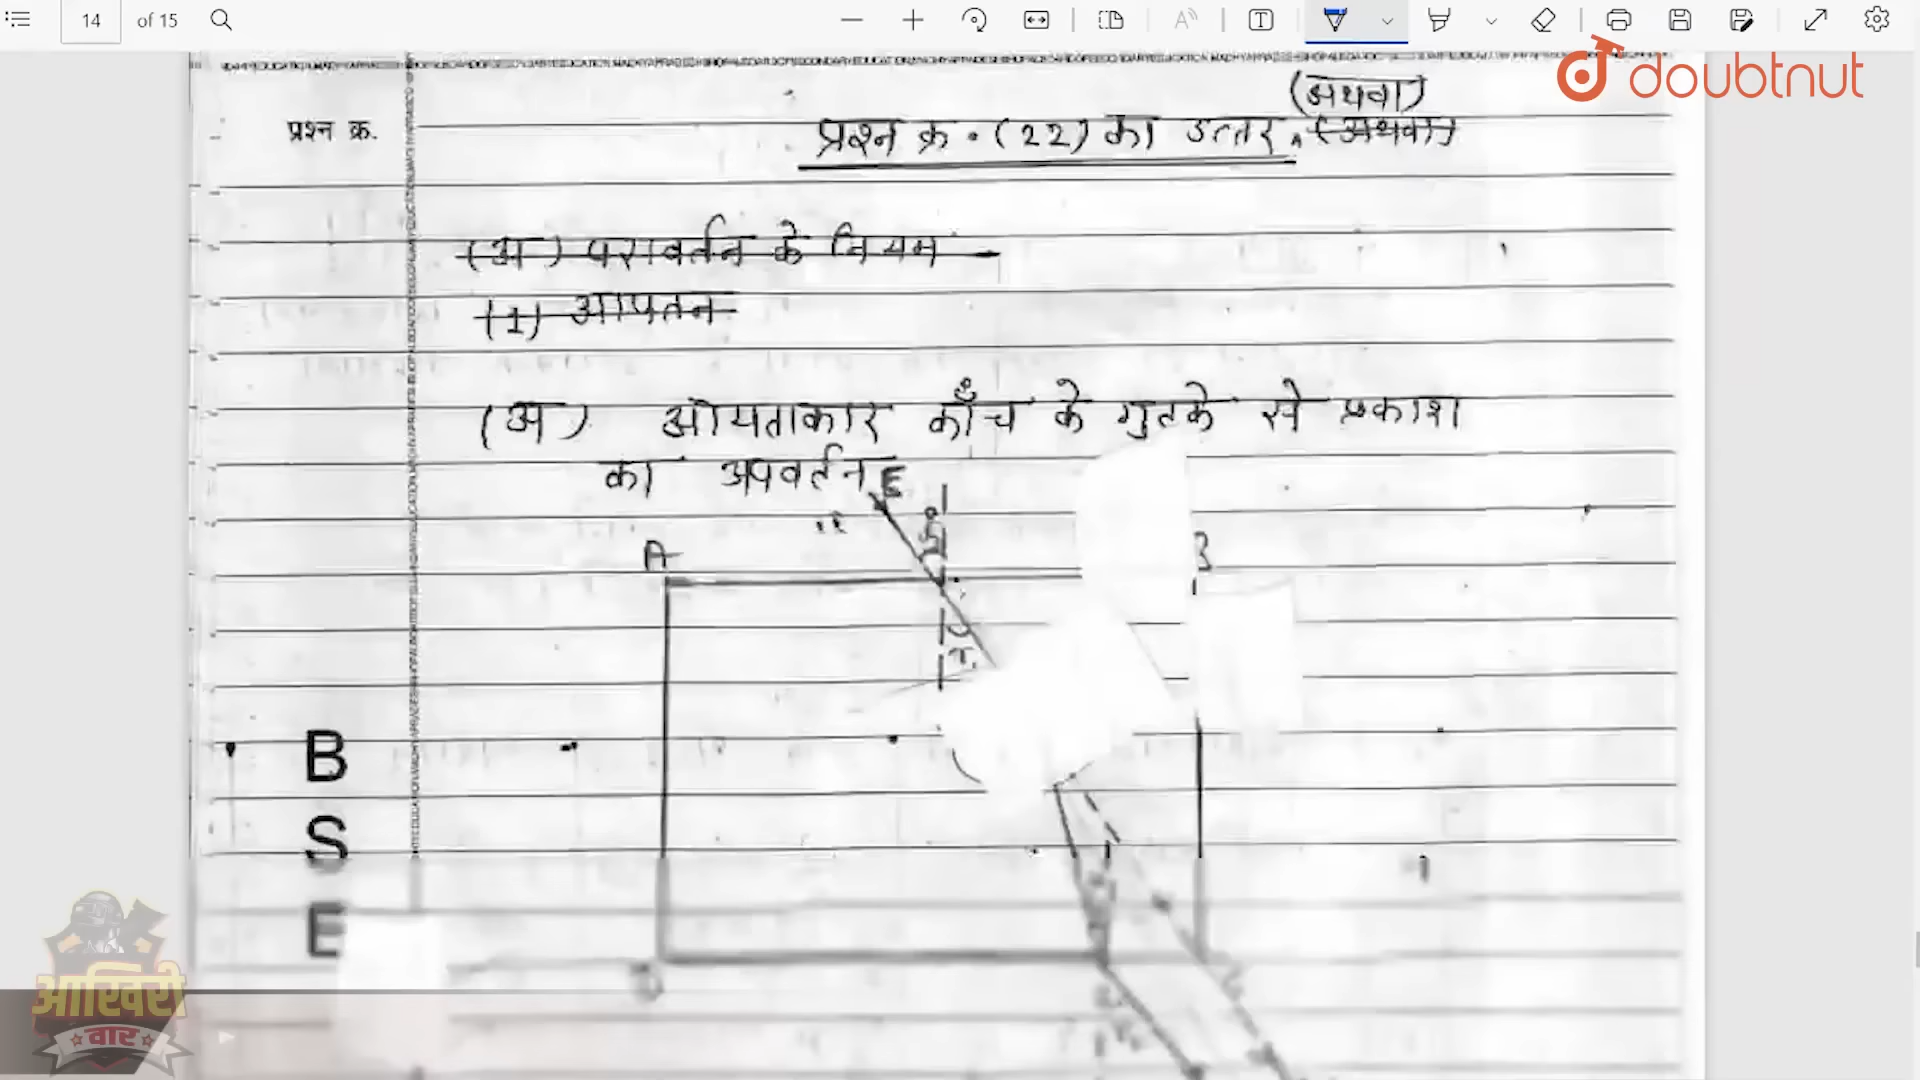 14 of 15
doubtnut
(अथवा)
प्रश्न क्र.
प्रश्न क्र. (22) का उत्तर, (अथवा)
(अ) परावर्तन के नियम
(1) आपतन
(अ) आयताकार काँच के गुटके से प्रकाश
का अपवर्तन
E
A
B
r
B
S
E
D
आखिरी
वार